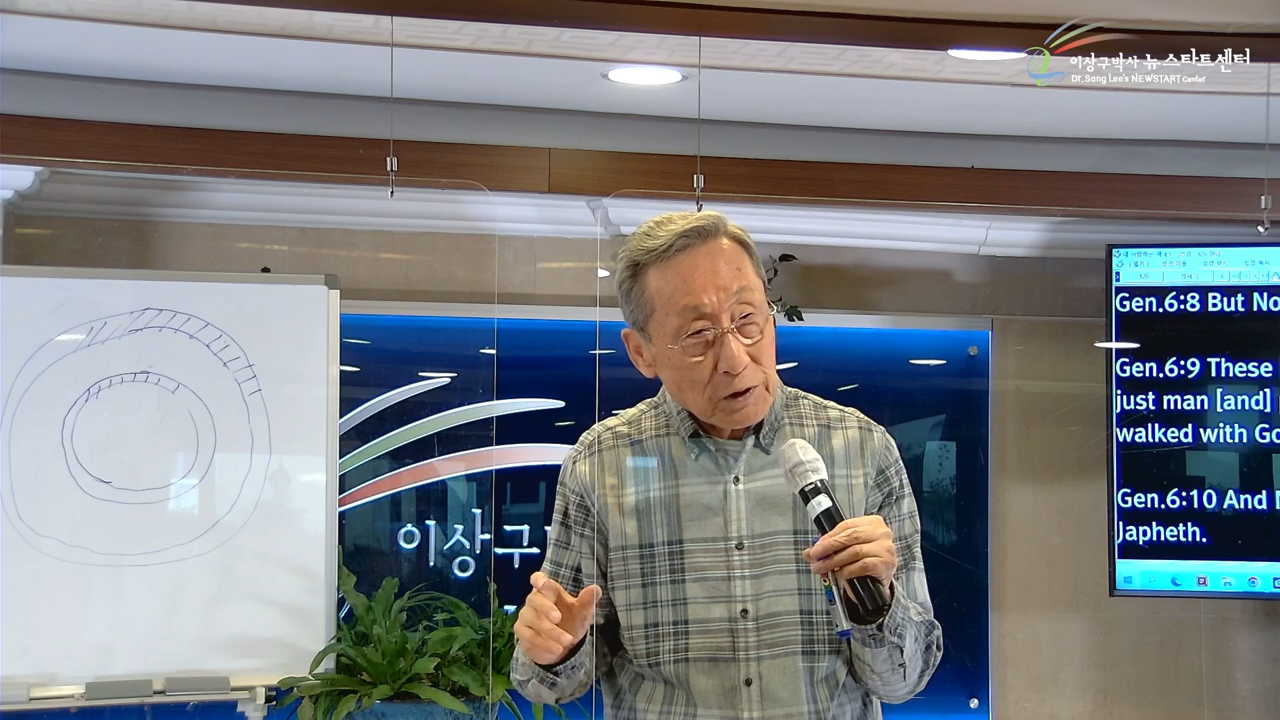 이상구박사 뉴스타트센터
Dr.Sang Lee's NEWSTART Center
이상구
Gen.6:8 But No
Gen.6:9 These
just man [and]
walked with Go
Gen.6:10 And
Japheth.